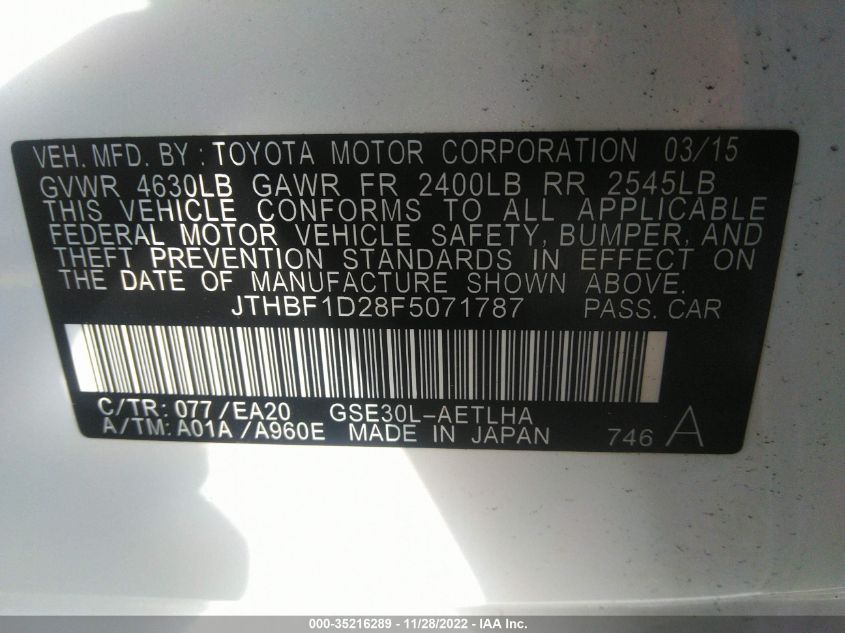 VEH. MFD. BY : TOYOTA MOTOR CORPORATION 03/15
GVWR 4630LB GAWR FR 2400LB RR 2545LB
THIS VEHICLE CONFORMS TO ALL APPLICABLE
FEDERAL MOTOR VEHICLE SAFETY, BUMPER, AND
THEFT PREVENTION STANDARDS IN EFFECT ON
THE DATE OF MANUFACTURE SHOWN ABOVE.
JTHBF1D28F5071787 PASS. CAR
C/TR: 077/EA20 GSE30L-AETLHA
A/TM: A01A /A960E MADE IN JAPAN 746 A
000-35216289 - 11/28/2022 - IAA Inc.